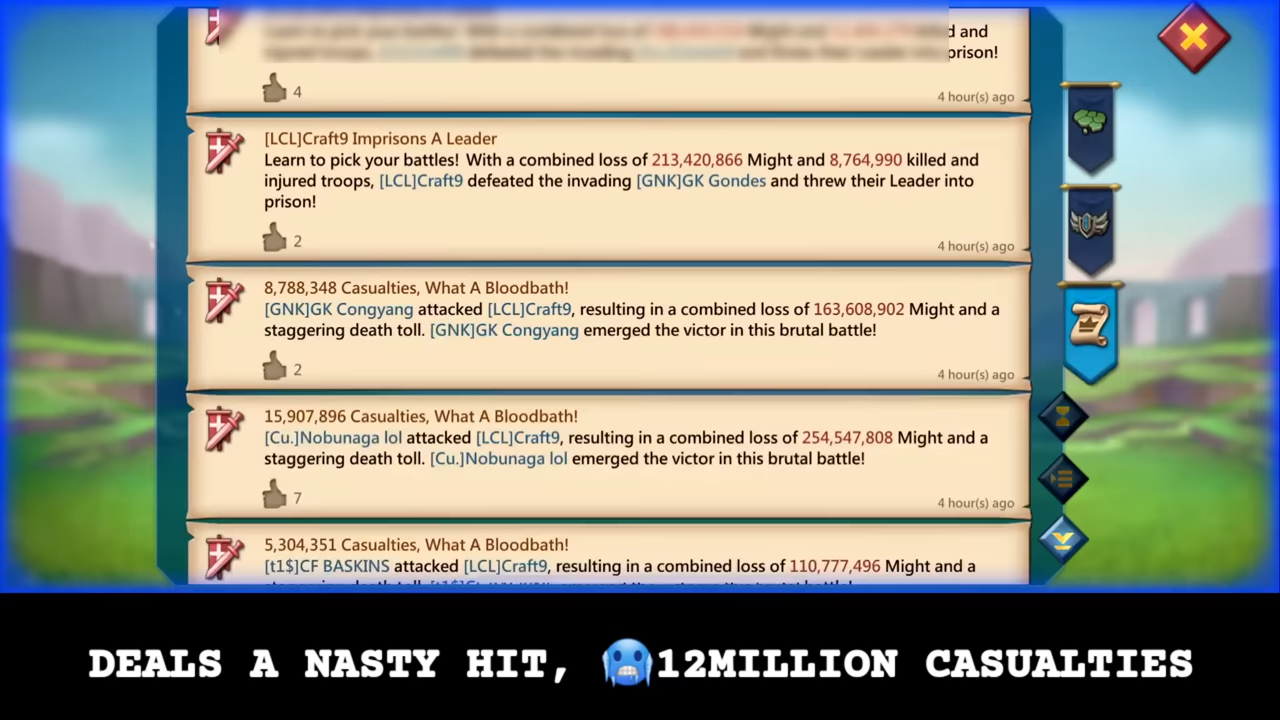 d and
prison!
4
4 hour(s) ago
[LCL]Craft9 Imprisons A Leader
Learn to pick your battles! With a combined loss of 213,420,866 Might and 8,764,990 killed and
injured troops, [LCL]Craft9 defeated the invading [GNK]GK Gondes and threw their Leader into
prison!
2
4 hour(s) ago
8,788,348 Casualties, What A Bloodbath!
[GNK]GK Congyang attacked [LCL]Craft9, resulting in a combined loss of 163,608,902 Might and a
staggering death toll. [GNK]GK Congyang emerged the victor in this brutal battle!
2
4 hour(s) ago
15,907,896 Casualties, What A Bloodbath!
[Cu.]Nobunaga lol attacked [LCL]Craft9, resulting in a combined loss of 254,547,808 Might and a
staggering death toll. [Cu.]Nobunaga lol emerged the victor in this brutal battle!
7
4 hour(s) ago
5,304,351 Casualties, What A Bloodbath!
[t1$]CF BASKINS attacked [LCL]Craft9, resulting in a combined loss of 110,777,496 Might and a
DEALS A NASTY HIT, 🥶12MILLION CASUALTIES